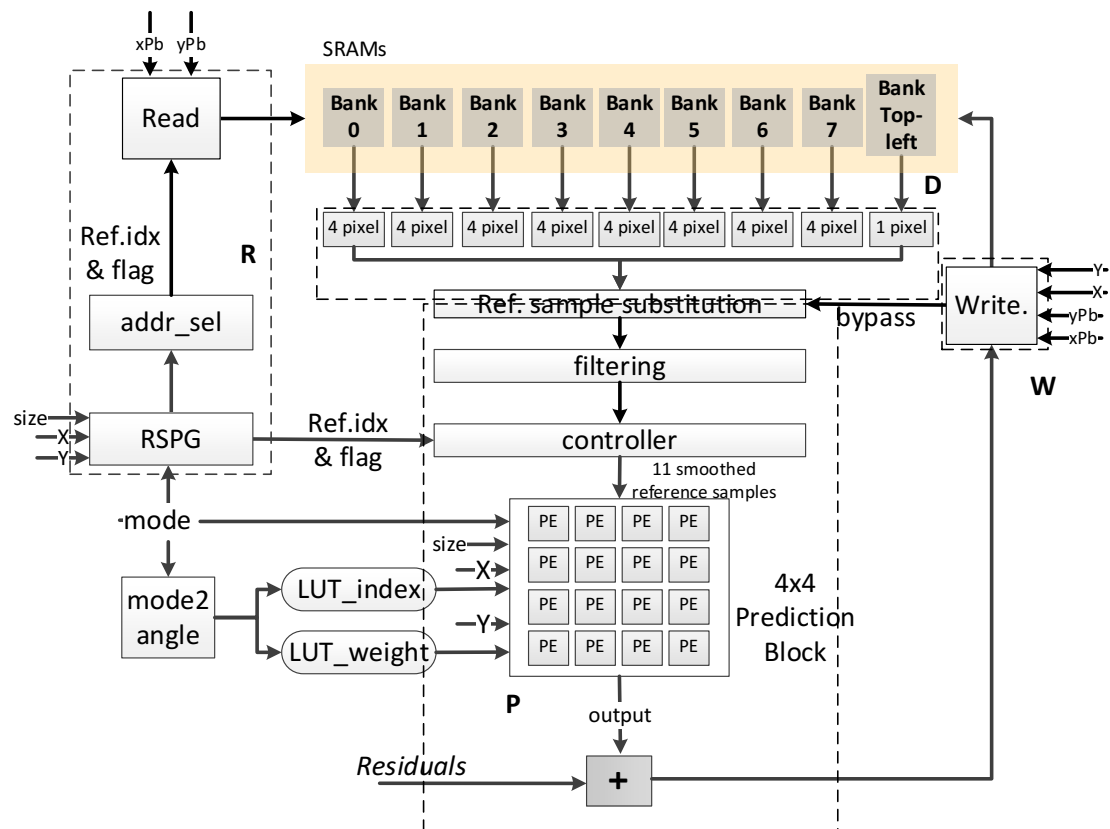 xPb yPb
SRAMs
Read
Bank 0
Bank 1
Bank 2
Bank 3
Bank 4
Bank 5
Bank 6
Bank 7
Bank Top-left
D
4 pixel
4 pixel
4 pixel
4 pixel
4 pixel
4 pixel
4 pixel
4 pixel
1 pixel
Ref.idx
& flag
R
addr_sel
Ref. sample substitution
bypass
Write.
Y
X
yPb
xPb
W
filtering
size
X
Y
RSPG
Ref.idx
& flag
controller
11 smoothed
reference samples
mode
size
X
Y
PE PE PE PE
PE PE PE PE
PE PE PE PE
PE PE PE PE
4x4
Prediction
Block
mode2
angle
LUT_index
LUT_weight
P
output
Residuals
+